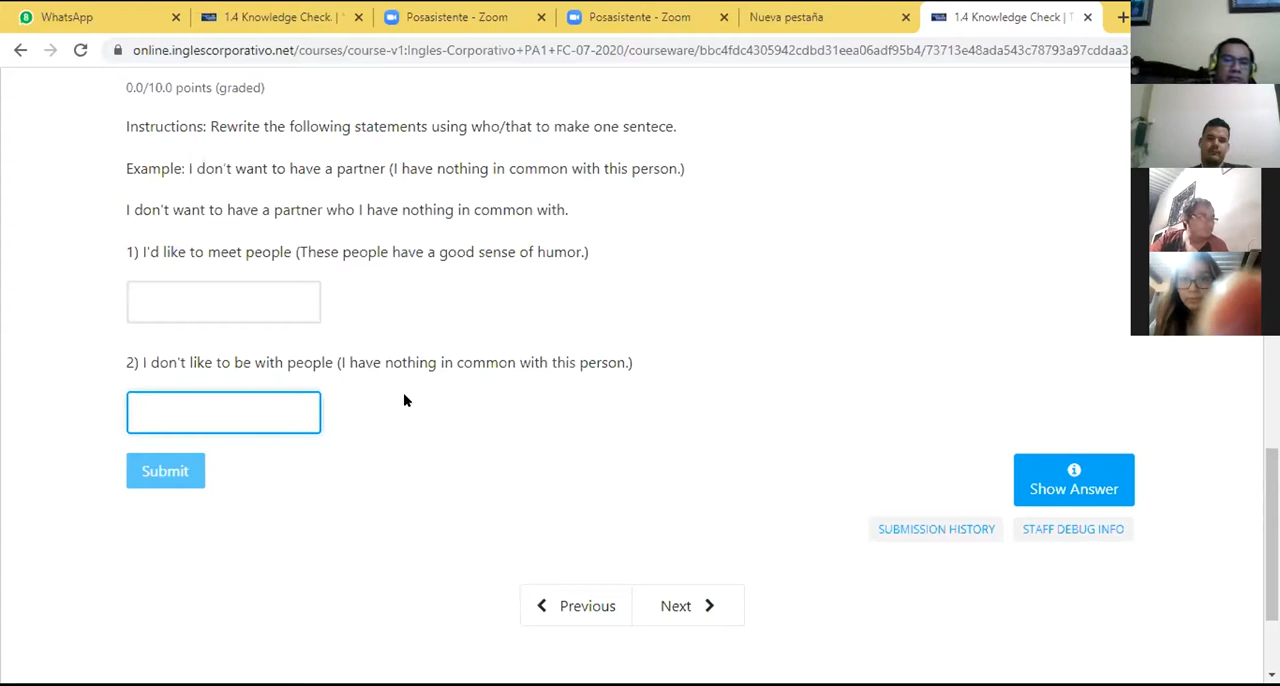 WhatsApp
1.4 Knowledge Check.
Posasistente - Zoom
Posasistente - Zoom
Nueva pestaña
1.4 Knowledge Check | T
online.inglescorporativo.net/courses/course-v1:Ingles-Corporativo+PA1+FC-07-2020/courseware/bbc4fdc4305942cdbd31eea06adf95b4/73713e48ada543c78793a97cddaa3...
0.0/10.0 points (graded)
Instructions: Rewrite the following statements using who/that to make one sentece.
Example: I don't want to have a partner (I have nothing in common with this person.)
I don't want to have a partner who I have nothing in common with.
1) I'd like to meet people (These people have a good sense of humor.)
2) I don't like to be with people (I have nothing in common with this person.)
Submit
Show Answer
SUBMISSION HISTORY
STAFF DEBUG INFO
Previous
Next